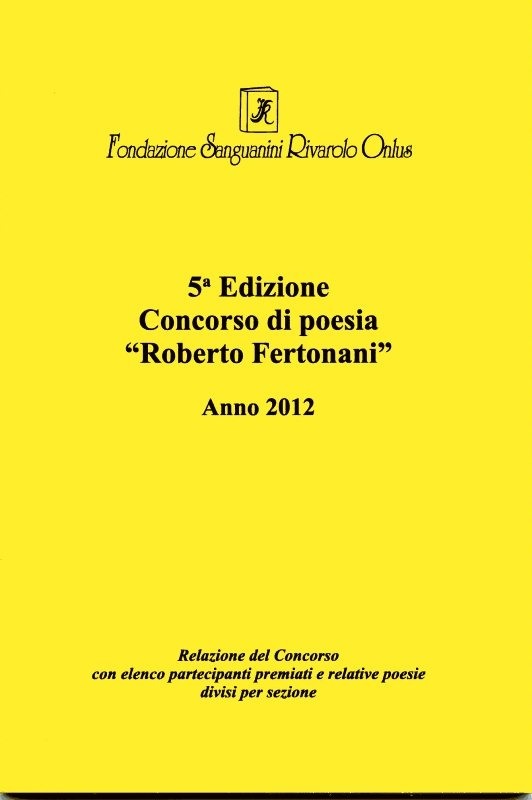 Fondazione Sanguanini Rivarolo Onlus
5ª Edizione
Concorso di poesia
“Roberto Fertonani”
Anno 2012
Relazione del Concorso
con elenco partecipanti premiati e relative poesie
divisi per sezione